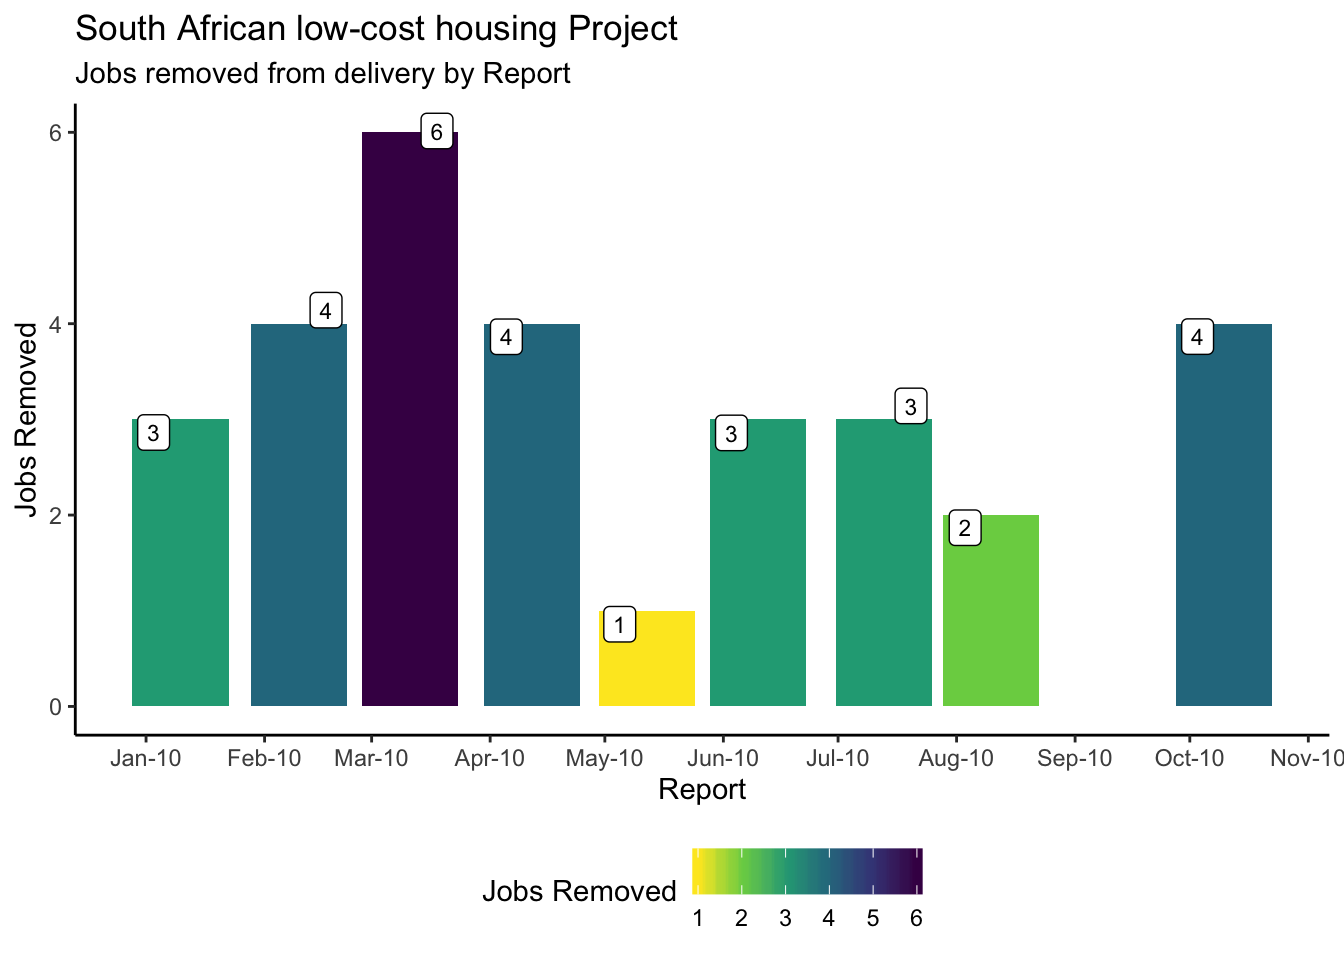 South African low-cost housing Project
Jobs removed from delivery by Report
Jobs Removed
6
4
2
0
3
4
6
4
1
3
3
2
4
Jan-10 Feb-10 Mar-10 Apr-10 May-10 Jun-10 Jul-10 Aug-10 Sep-10 Oct-10 Nov-10
Report
Jobs Removed
1 2 3 4 5 6